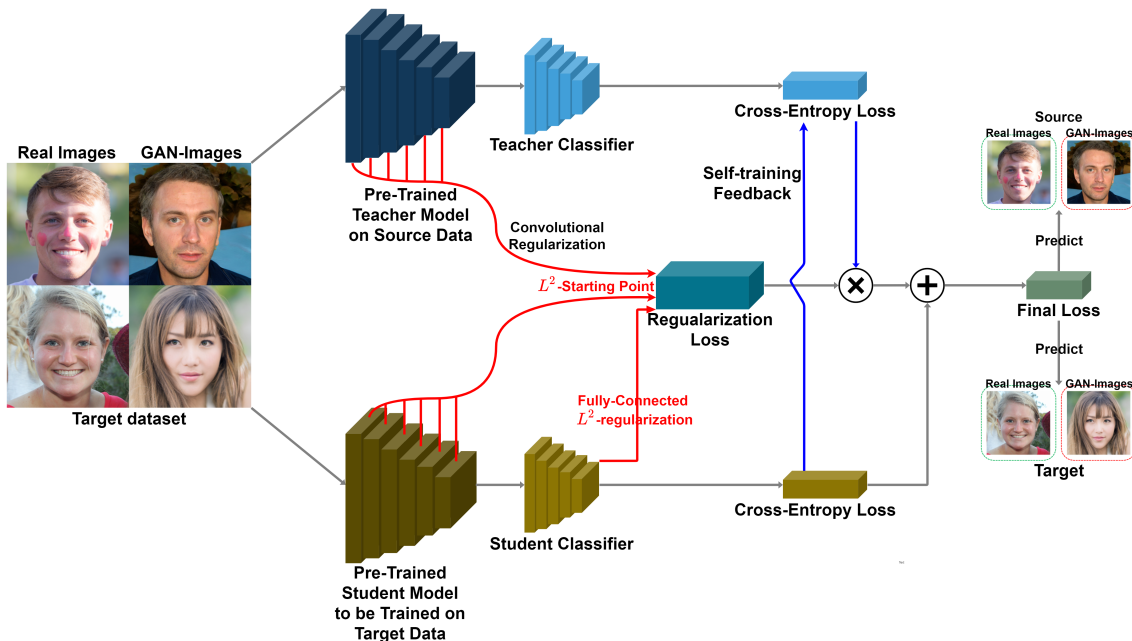 Real Images
GAN-Images
Target dataset
Pre-Trained
Teacher Model
on Source Data
Teacher Classifier
Cross-Entropy Loss
Self-training
Feedback
Convolutional
Regularization
L²-Starting Point
Regualarization
Loss
Fully-Connected
L²-regularization
Pre-Trained
Student Model
to be Trained on
Target Data
Student Classifier
Cross-Entropy Loss
×
+
Source
Real Images
GAN-Images
Predict
Final Loss
Predict
Real Images
GAN-Images
Target